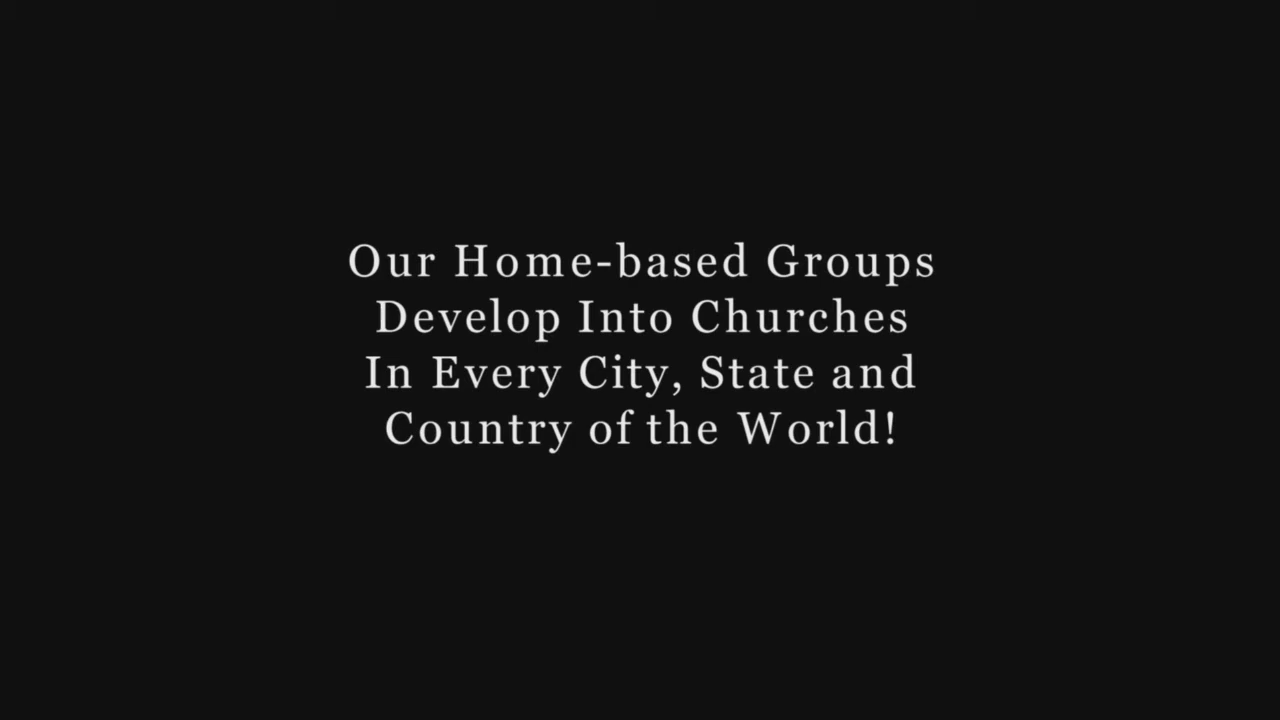 Our Home-based Groups
Develop Into Churches
In Every City, State and
Country of the World!